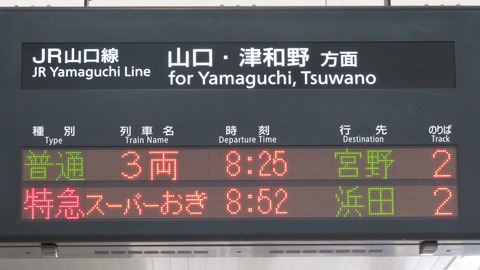 JR山口線 山口・津和野 方面
JR Yamaguchi Line for Yamaguchi, Tsuwano
種別 列車名 時刻 行先 のりば
Type Train Name Departure Time Destination Track
普通 3両 8:25 宮野 2
特急 スーパーおき 8:52 浜田 2